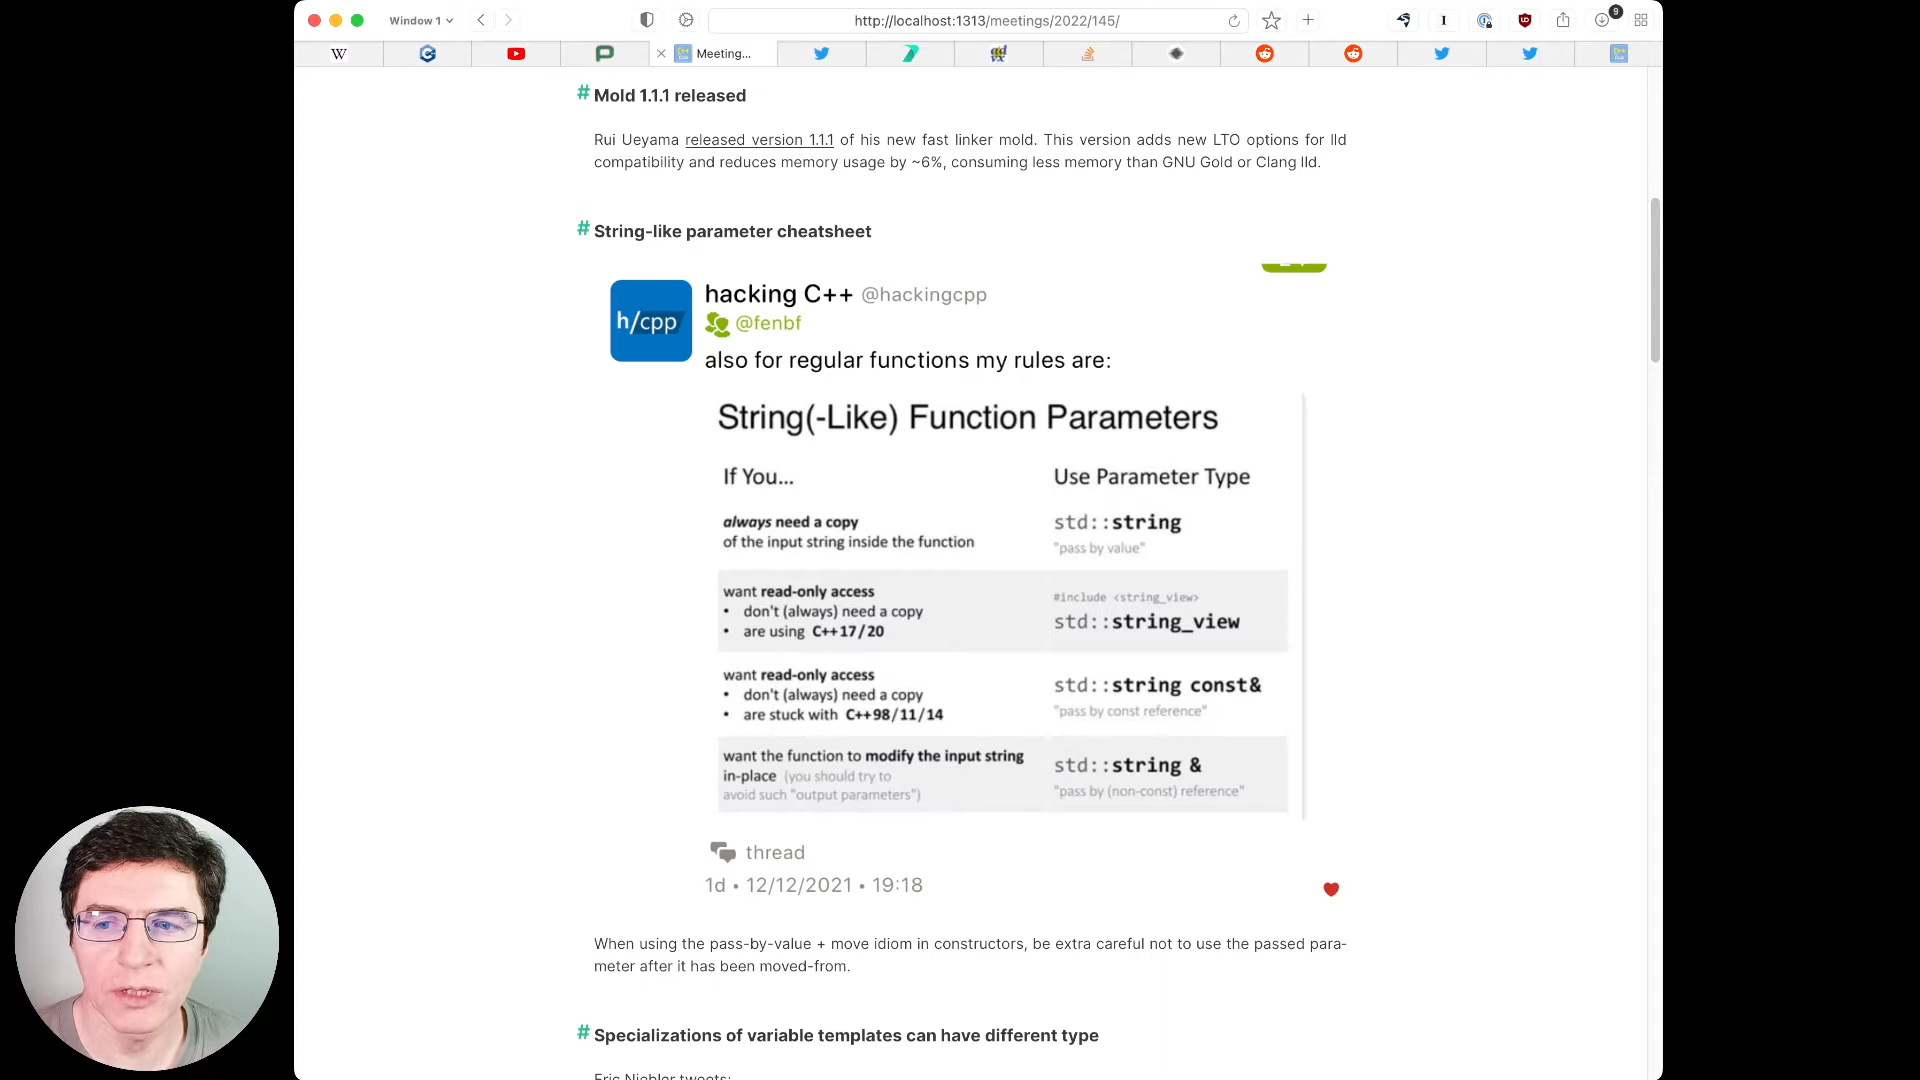 Window 1
http://localhost:1313/meetings/2022/145/
9
Meeting...
# Mold 1.1.1 released
Rui Ueyama released version 1.1.1 of his new fast linker mold. This version adds new LTO options for lld
compatibility and reduces memory usage by ~6%, consuming less memory than GNU Gold or Clang lld.
# String-like parameter cheatsheet
h/cpp
hacking C++ @hackingcpp
@fenbf
also for regular functions my rules are:
String(-Like) Function Parameters
If You...
Use Parameter Type
always need a copy
of the input string inside the function
std::string
"pass by value"
want read-only access
• don't (always) need a copy
• are using C++17/20
#include <string_view>
std::string_view
want read-only access
• don't (always) need a copy
• are stuck with C++98/11/14
std::string const&
"pass by const reference"
want the function to modify the input string
in-place (you should try to
avoid such "output parameters")
std::string &
"pass by (non-const) reference"
thread
1d • 12/12/2021 • 19:18
When using the pass-by-value + move idiom in constructors, be extra careful not to use the passed para-
meter after it has been moved-from.
# Specializations of variable templates can have different type
Eric Niebler tweets: